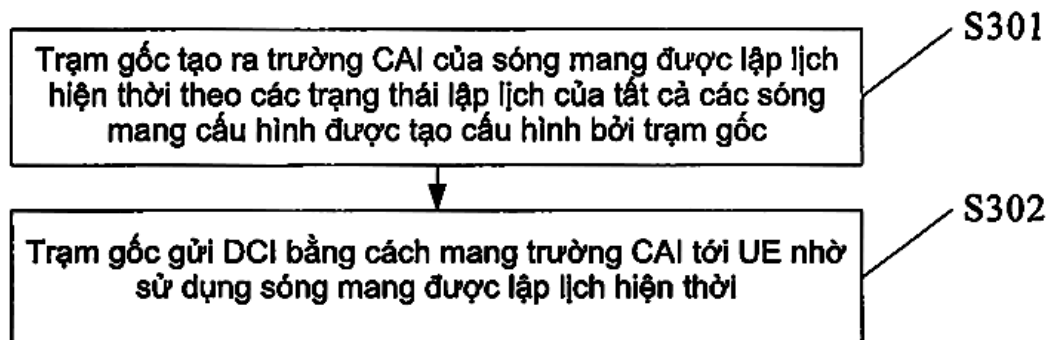 S301
Trạm gốc tạo ra trường CAI của sóng mang được lập lịch
hiện thời theo các trạng thái lập lịch của tất cả các sóng
mang cấu hình được tạo cấu hình bởi trạm gốc
S302
Trạm gốc gửi DCI bằng cách mang trường CAI tới UE nhờ
sử dụng sóng mang được lập lịch hiện thời